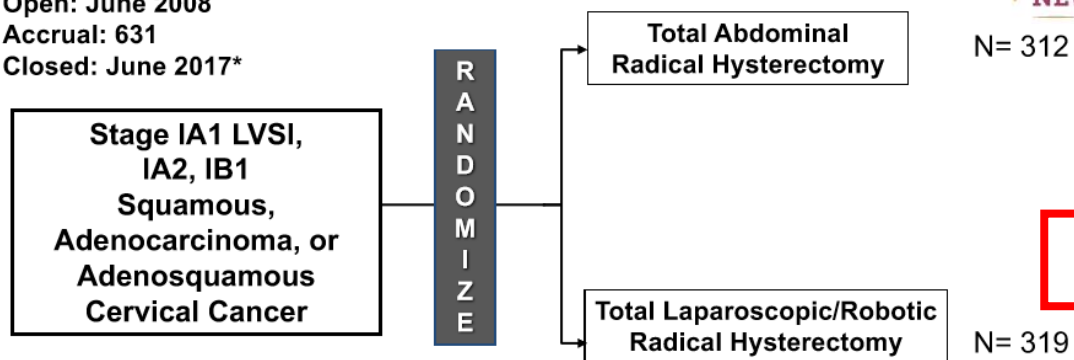 Open: June 2008
Accrual: 631
Closed: June 2017*
Stage IA1 LVSI,
IA2, IB1
Squamous,
Adenocarcinoma, or
Adenosquamous
Cervical Cancer
R
A
N
D
O
M
I
Z
E
Total Abdominal
Radical Hysterectomy
N= 312
Total Laparoscopic/Robotic
Radical Hysterectomy
N= 319